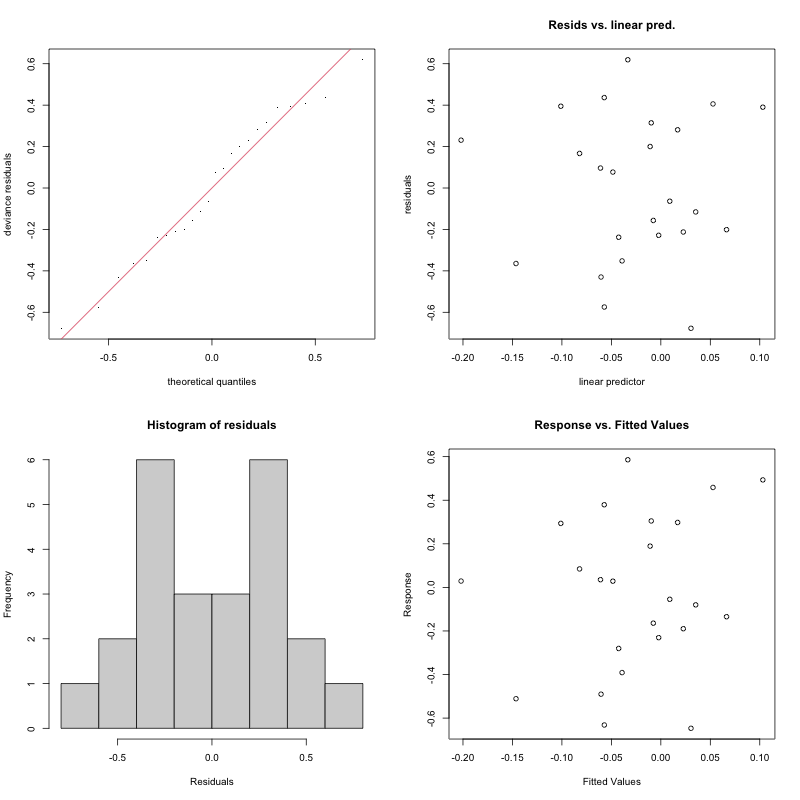 deviance residuals
-0.6 -0.4 -0.2 0.0 0.2 0.4 0.6
-0.5 0.0 0.5
theoretical quantiles
Resids vs. linear pred.
residuals
-0.6 -0.4 -0.2 0.0 0.2 0.4 0.6
-0.20 -0.15 -0.10 -0.05 0.00 0.05 0.10
linear predictor
Histogram of residuals
Frequency
0 1 2 3 4 5 6
-0.5 0.0 0.5
Residuals
Response vs. Fitted Values
Response
-0.6 -0.4 -0.2 0.0 0.2 0.4 0.6
-0.20 -0.15 -0.10 -0.05 0.00 0.05 0.10
Fitted Values